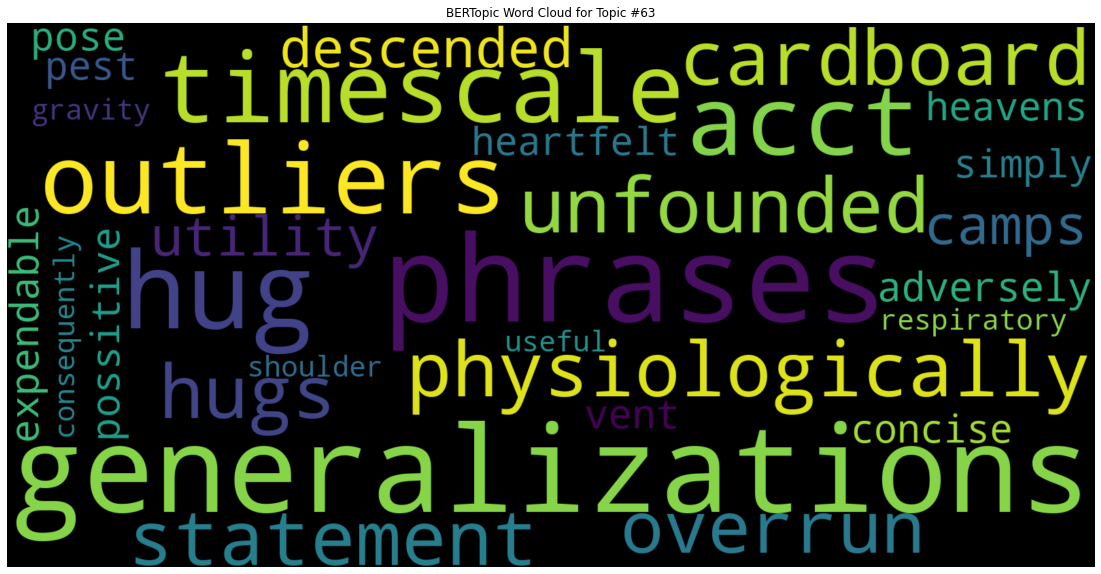 BERTopic Word Cloud for Topic #63
pose
descended
cardboard
pest
timescale
gravity
acct
heavens
heartfelt
outliers
simply
unfounded
utility
camps
expendable
consequently
possitive
hug
phrases
adversely
respiratory
useful
shoulder
physiologically
hugs
vent
concise
generalizations
statement
overrun